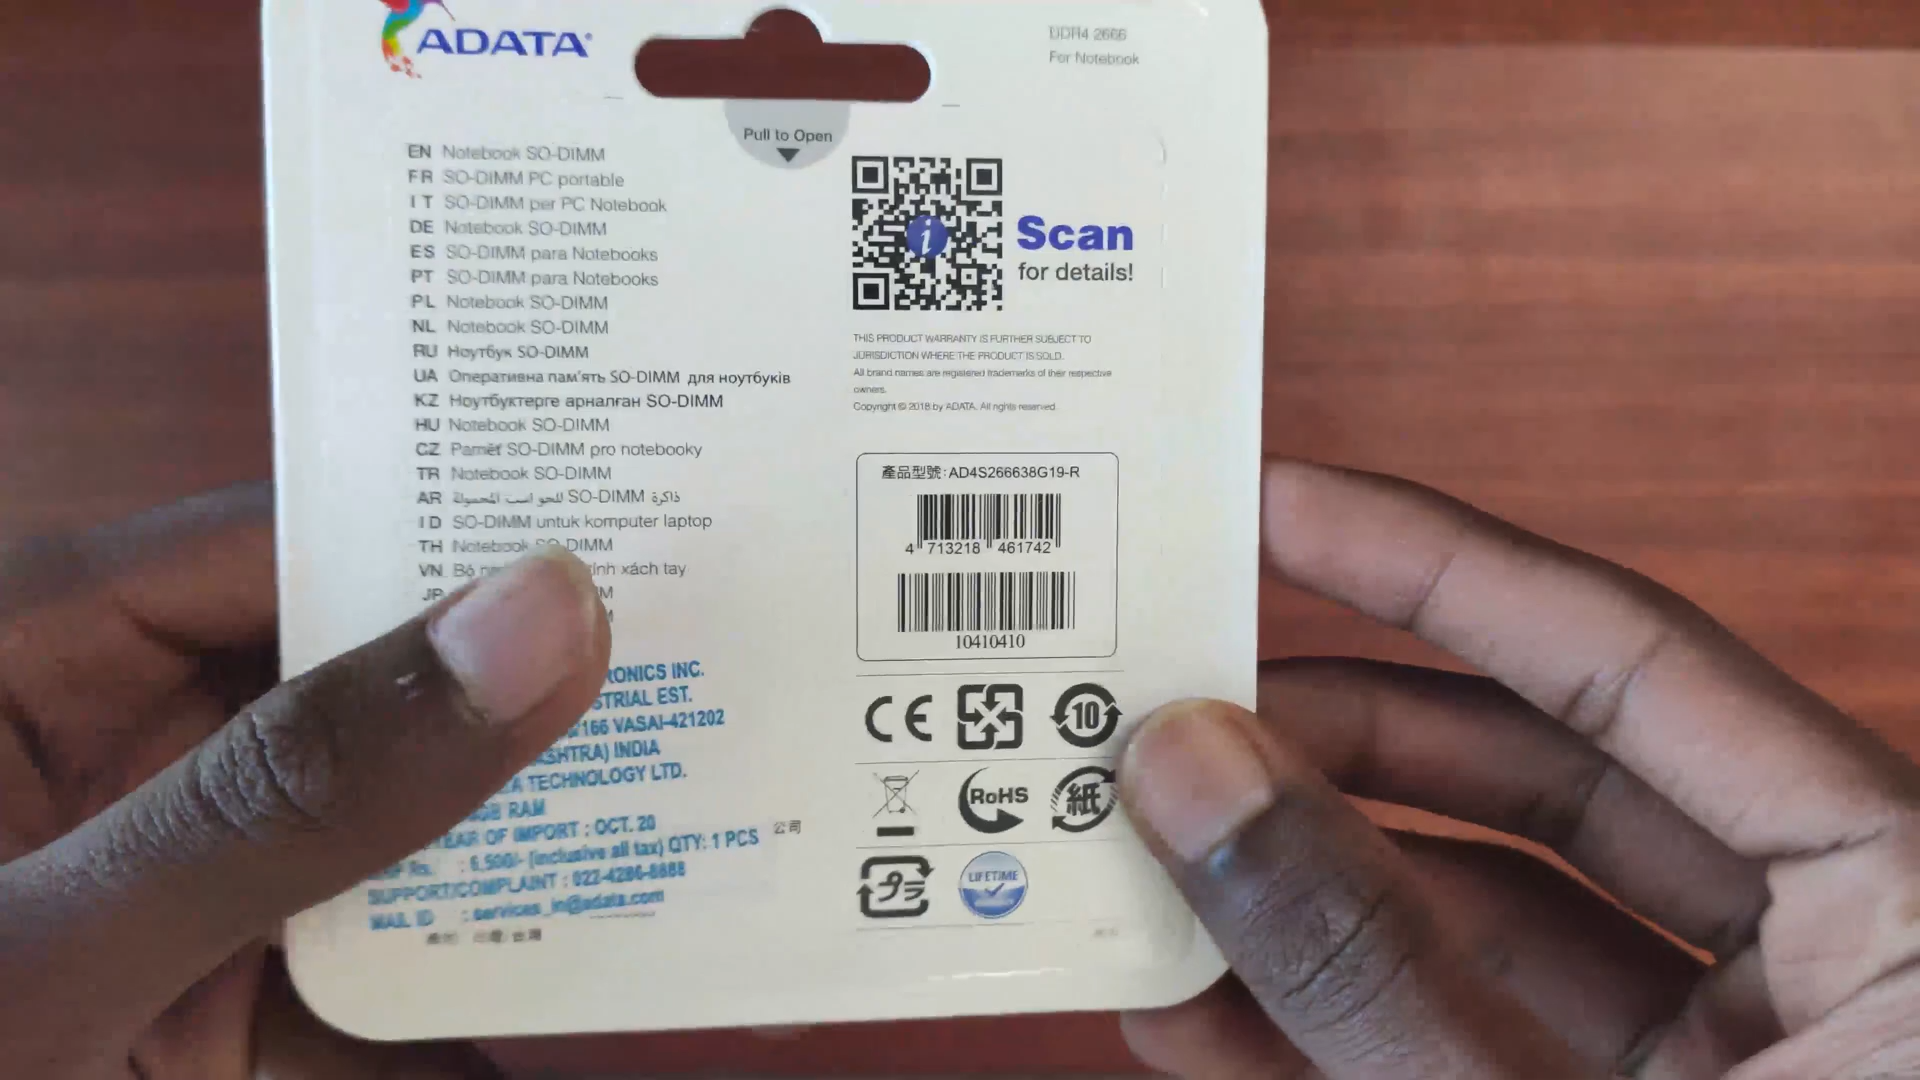 ADATA
DDR4 2666
For Notebook
Pull to Open
EN Notebook SO-DIMM
FR SO-DIMM PC portable
IT SO-DIMM per PC Notebook
DE Notebook SO-DIMM
ES SO-DIMM para Notebooks
PT SO-DIMM para Notebooks
PL Notebook SO-DIMM
NL Notebook SO-DIMM
RU Ноутбук SO-DIMM
UA Оперативна пам'ять SO-DIMM для ноутбуків
KZ Ноутбуктерге арналған SO-DIMM
HU Notebook SO-DIMM
CZ Paměť SO-DIMM pro notebooky
TR Notebook SO-DIMM
AR ذاكرة SO-DIMM للحواسب المحمولة
ID SO-DIMM untuk komputer laptop
TH Notebook SO-DIMM
VN Bộ xách tay
JP
RONICS INC.
STRIAL EST.
166 VASAI-421202
ASHTRA) INDIA
A TECHNOLOGY LTD.
GB RAM
YEAR OF IMPORT : OCT. 20
Rs. : 6,500/- (inclusive all tax) QTY: 1 PCS
公司
SUPPORT/COMPLAINT : 022-4286-8888
MAIL ID : services_in@adata.com
台灣
i
Scan
for details!
THIS PRODUCT WARRANTY IS FURTHER SUBJECT TO
JURISDICTION WHERE THE PRODUCT IS SOLD.
All brand names are registered trademarks of their respective
owners.
Copyright © 2018 by ADATA. All rights reserved.
產品型號:AD4S266638G19-R
4 713218 461742
10410410
CE
10
RoHS
紙
プラ
LIFETIME